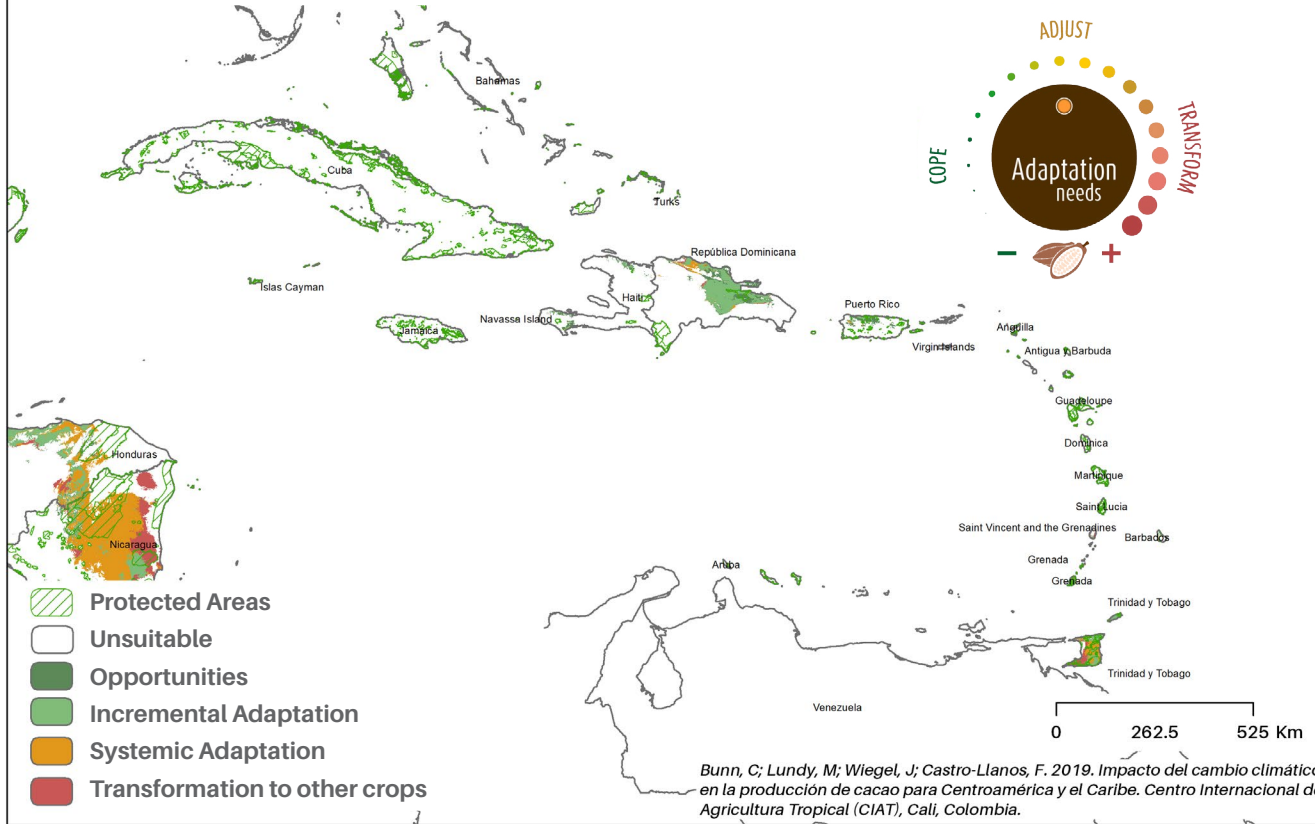 ADJUST
TRANSFORM
COPE
Adaptation
needs
Bahamas
Cuba
Turks
República Dominicana
Islas Cayman
Haiti
Puerto Rico
Navassa Island
Jamaica
Anguilla
Virgin Islands
Antigua y Barbuda
Guadeloupe
Dominica
Martinique
Saint Lucia
Saint Vincent and the Grenadines
Barbados
Honduras
Nicaragua
Grenada
Aruba
Grenada
Trinidad y Tobago
Trinidad y Tobago
Venezuela
Protected Areas
Unsuitable
Opportunities
Incremental Adaptation
Systemic Adaptation
Transformation to other crops
0 262.5 525 Km
Bunn, C; Lundy, M; Wiegel, J; Castro-Llanos, F. 2019. Impacto del cambio climático
en la producción de cacao para Centroamérica y el Caribe. Centro Internacional de
Agricultura Tropical (CIAT), Cali, Colombia.